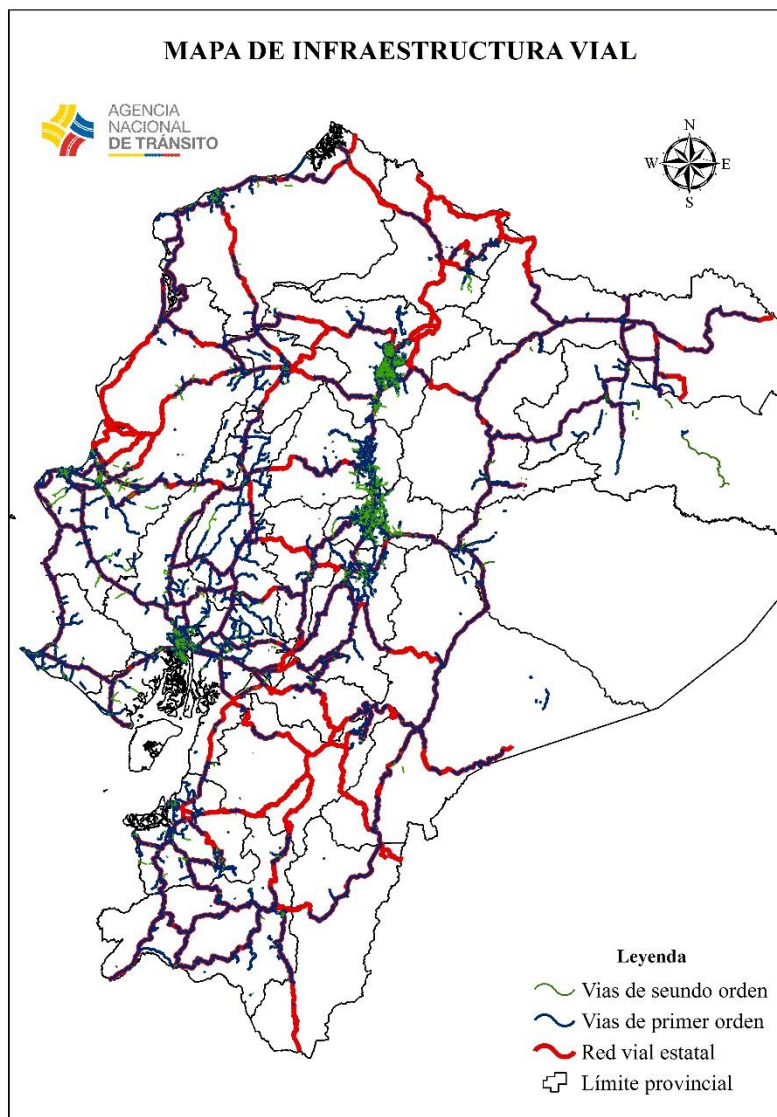 MAPA DE INFRAESTRUCTURA VIAL
AGENCIA
NACIONAL
DE TRÁNSITO
N
W E
S
Leyenda
Vias de seundo orden
Vias de primer orden
Red vial estatal
Límite provincial